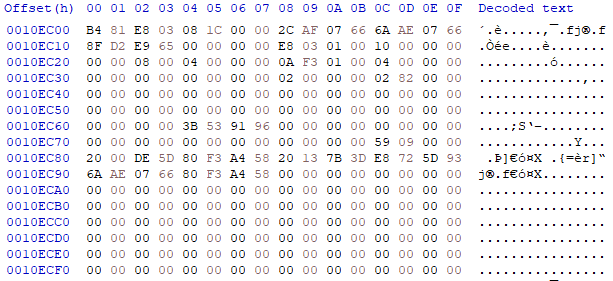 Offset(h) 00 01 02 03 04 05 06 07 08 09 0A 0B 0C 0D 0E 0F Decoded text
0010EC00 B4 81 E8 03 08 1C 00 00 2C AF 07 66 6A AE 07 66 ´.è.....,¯.fj®.f
0010EC10 8F D2 E9 65 00 00 00 00 E8 03 01 00 10 00 00 00 .Òée....è.......
0010EC20 00 00 08 00 04 00 00 00 0A F3 01 00 04 00 00 00 .........ó......
0010EC30 00 00 00 00 00 00 00 00 02 00 00 00 02 82 00 00 .............‚..
0010EC40 00 00 00 00 00 00 00 00 00 00 00 00 00 00 00 00 ................
0010EC50 00 00 00 00 00 00 00 00 00 00 00 00 00 00 00 00 ................
0010EC60 00 00 00 00 3B 53 91 96 00 00 00 00 00 00 00 00 ....;S‘–........
0010EC70 00 00 00 00 00 00 00 00 00 00 00 00 59 09 00 00 ............Y...
0010EC80 20 00 DE 5D 80 F3 A4 58 20 13 7B 3D E8 72 5D 93 .Þ]€ó¤X .{=èr]“
0010EC90 6A AE 07 66 80 F3 A4 58 00 00 00 00 00 00 00 00 j®.f€ó¤X........
0010ECA0 00 00 00 00 00 00 00 00 00 00 00 00 00 00 00 00 ................
0010ECB0 00 00 00 00 00 00 00 00 00 00 00 00 00 00 00 00 ................
0010ECC0 00 00 00 00 00 00 00 00 00 00 00 00 00 00 00 00 ................
0010ECD0 00 00 00 00 00 00 00 00 00 00 00 00 00 00 00 00 ................
0010ECE0 00 00 00 00 00 00 00 00 00 00 00 00 00 00 00 00 ................
0010ECF0 00 00 00 00 00 00 00 00 00 00 00 00 00 00 00 00 ................